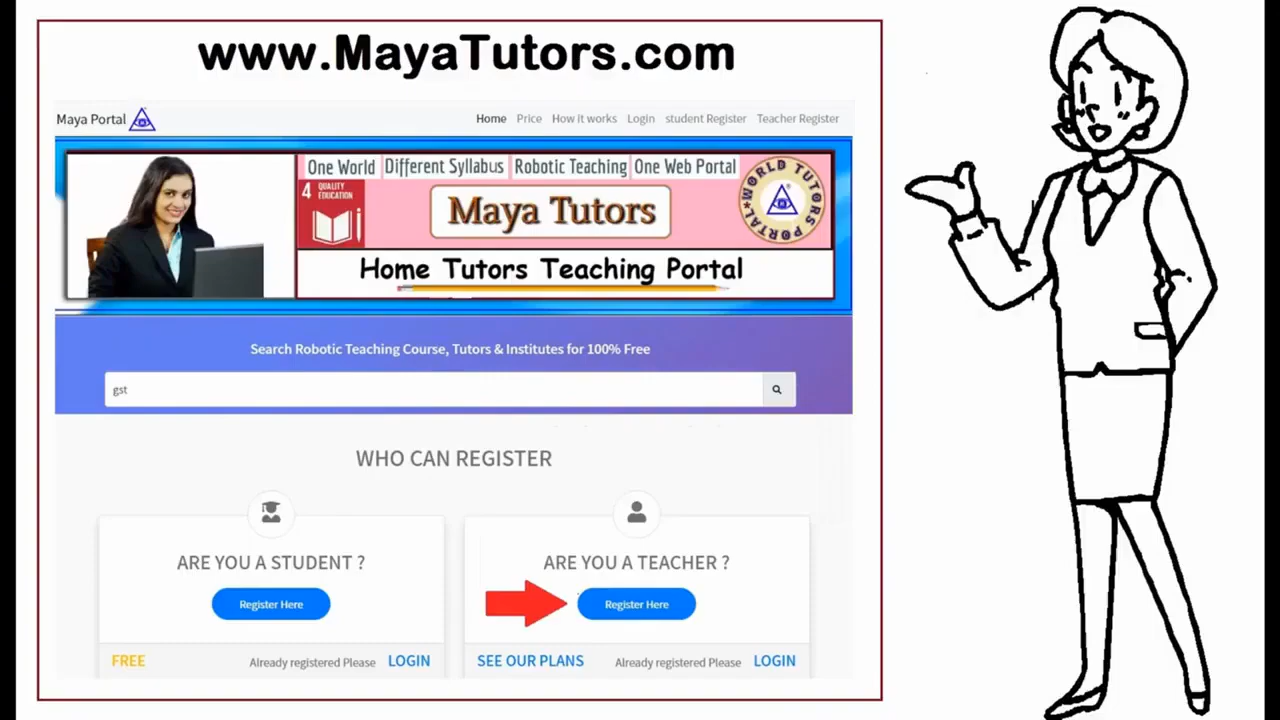 www.MayaTutors.com
Maya Portal
Home Price How it works Login student Register Teacher Register
One World Different Syllabus Robotic Teaching One Web Portal
4 QUALITY
EDUCATION
Maya Tutors
WORLD TUTORS PORTAL
Home Tutors Teaching Portal
Search Robotic Teaching Course, Tutors & Institutes for 100% Free
gst
WHO CAN REGISTER
ARE YOU A STUDENT ?
Register Here
FREE Already registered Please LOGIN
ARE YOU A TEACHER ?
Register Here
SEE OUR PLANS Already registered Please LOGIN